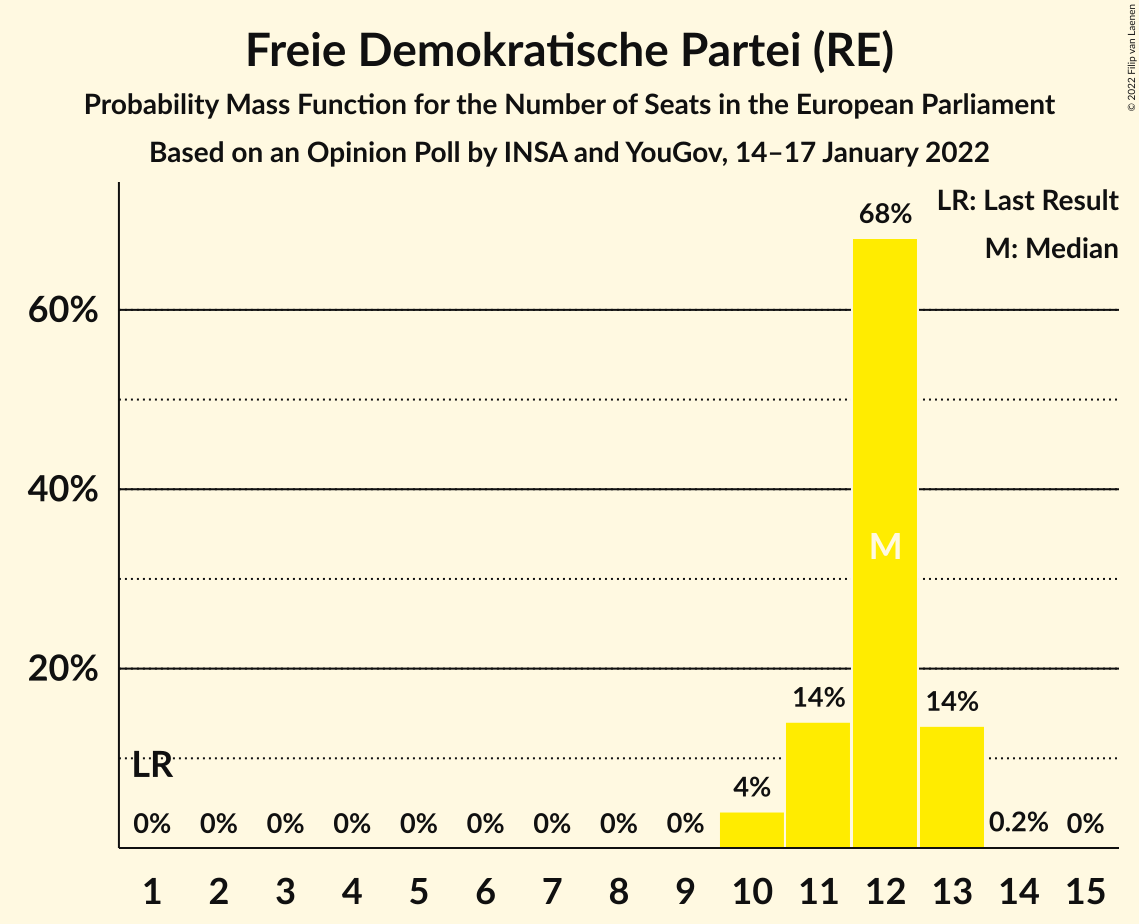 Freie Demokratische Partei (RE)
Probability Mass Function for the Number of Seats in the European Parliament
Based on an Opinion Poll by INSA and YouGov, 14–17 January 2022
© 2022 Filip van Laenen
LR: Last Result
M: Median
68%
60%
40%
M
20%
14%
14%
LR
4%
0% 0% 0% 0% 0% 0% 0% 0% 0% 0.2% 0%
1 2 3 4 5 6 7 8 9 10 11 12 13 14 15